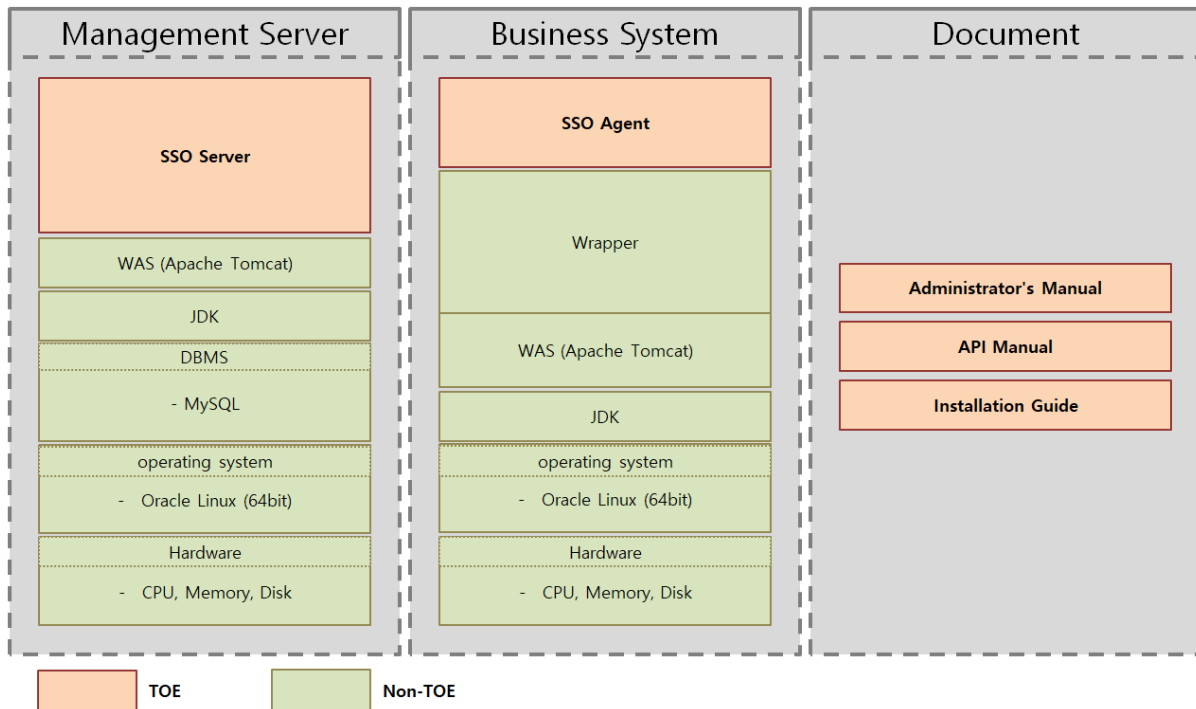 Management Server
SSO Server
WAS (Apache Tomcat)
JDK
DBMS
- MySQL
operating system
- Oracle Linux (64bit)
Hardware
- CPU, Memory, Disk
Business System
SSO Agent
Wrapper
WAS (Apache Tomcat)
JDK
operating system
- Oracle Linux (64bit)
Hardware
- CPU, Memory, Disk
Document
Administrator's Manual
API Manual
Installation Guide
TOE
Non-TOE